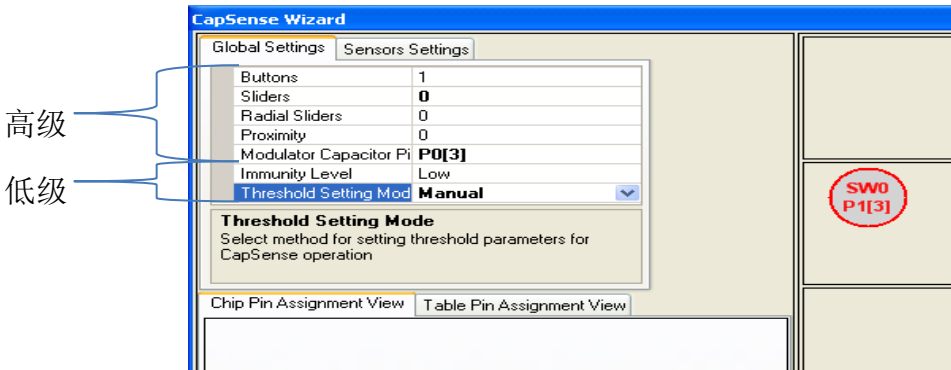 CapSense Wizard
Global Settings Sensors Settings
Buttons 1
Sliders 0
Radial Sliders 0
Proximity 0
Modulator Capacitor Pi P0[3]
Immunity Level Low
Threshold Setting Mod Manual
高级
低级
Threshold Setting Mode
Select method for setting threshold parameters for
CapSense operation
Chip Pin Assignment View Table Pin Assignment View
SW0
P1[3]